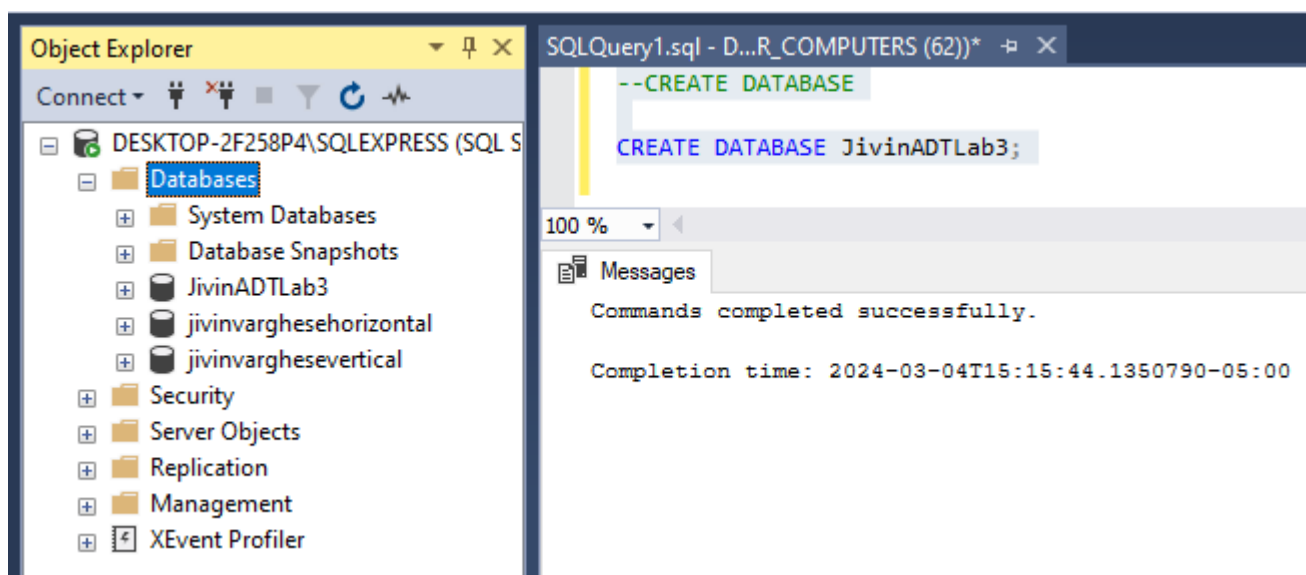 Object Explorer
Connect
DESKTOP-2F258P4\SQLEXPRESS (SQL S
Databases
System Databases
Database Snapshots
JivinADTLab3
jivinvarghesehorizontal
jivinvarghesevertical
Security
Server Objects
Replication
Management
XEvent Profiler
SQLQuery1.sql - D...R_COMPUTERS (62))*
--CREATE DATABASE
CREATE DATABASE JivinADTLab3;
100 %
Messages
Commands completed successfully.
Completion time: 2024-03-04T15:15:44.1350790-05:00